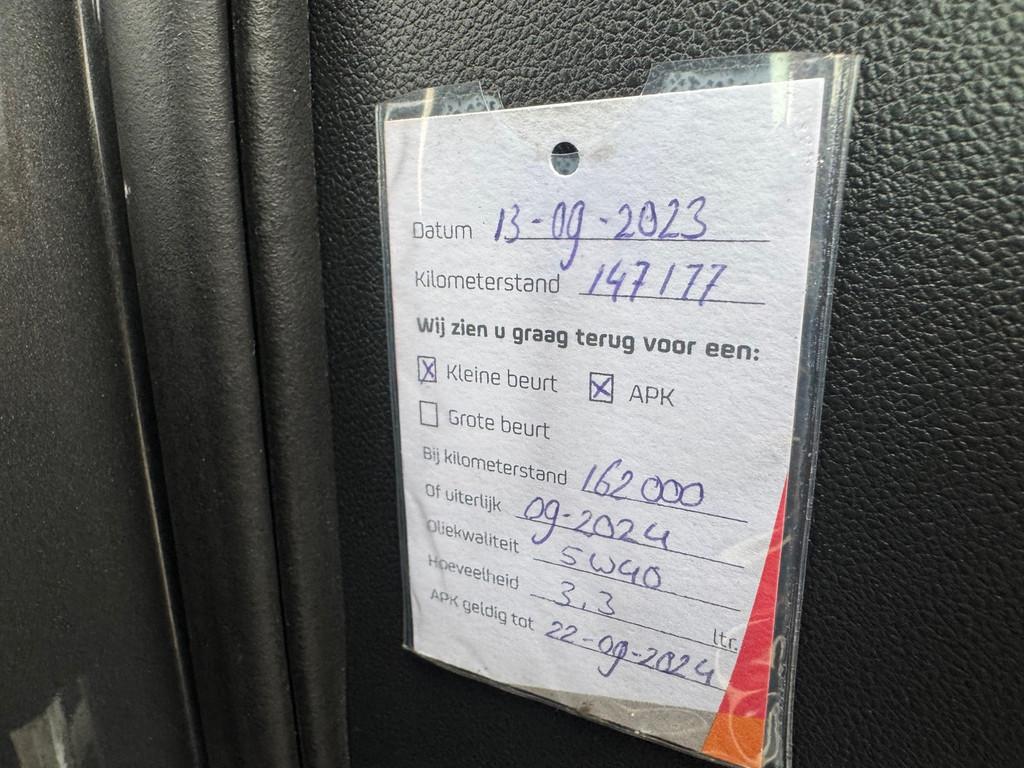 Datum 13-09-2023
Kilometerstand 147177
Wij zien u graag terug voor een:
Kleine beurt APK
Grote beurt
Bij kilometerstand 162000
Of uiterlijk 09-2024
Oliekwaliteit 5W40
Hoeveelheid 3,3 ltr.
APK geldig tot 22-09-2024